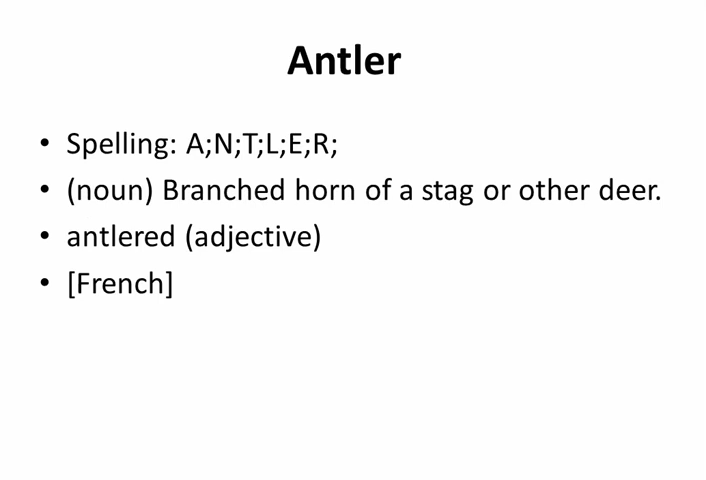 Antler
• Spelling: A;N;T;L;E;R;
• (noun) Branched horn of a stag or other deer.
• antlered (adjective)
• [French]